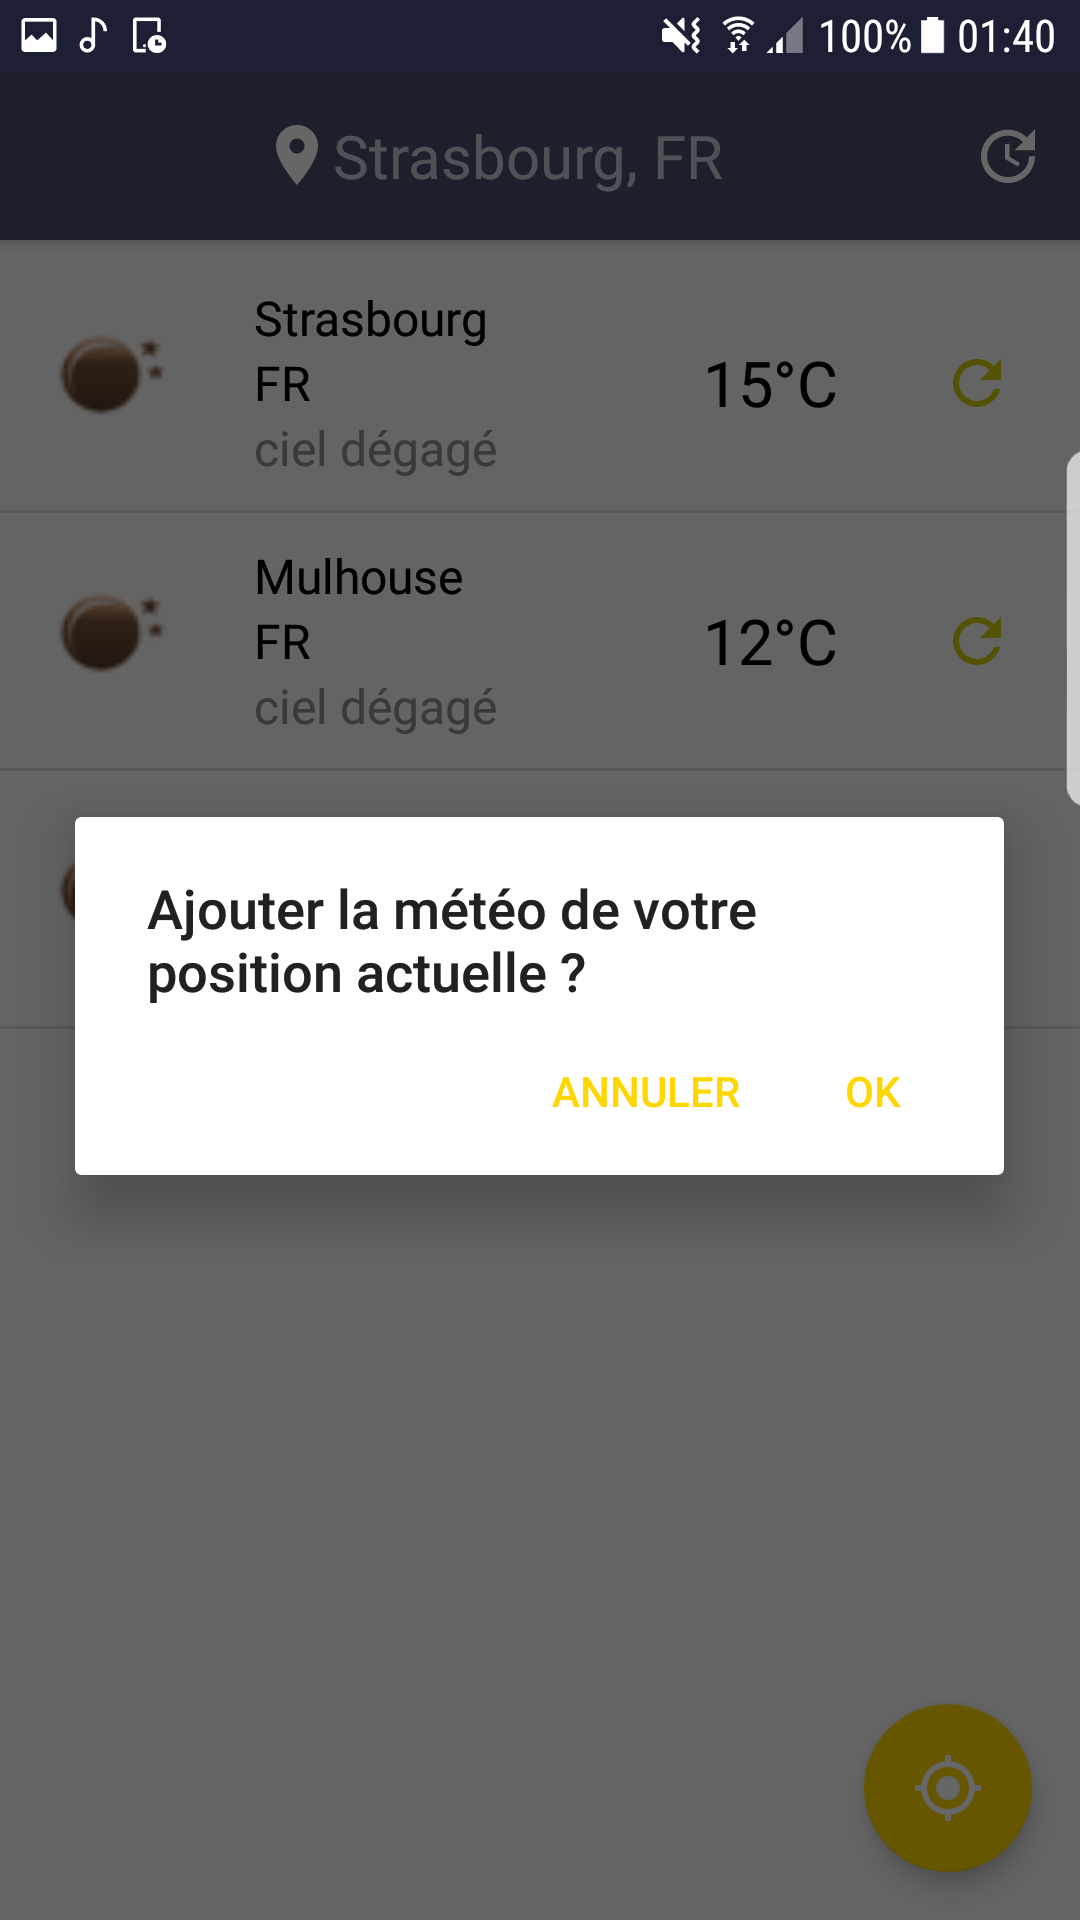 100% 01:40
Strasbourg, FR
Strasbourg
FR
ciel dégagé
15°C
Mulhouse
FR
ciel dégagé
12°C
Ajouter la météo de votre
position actuelle ?
ANNULER OK